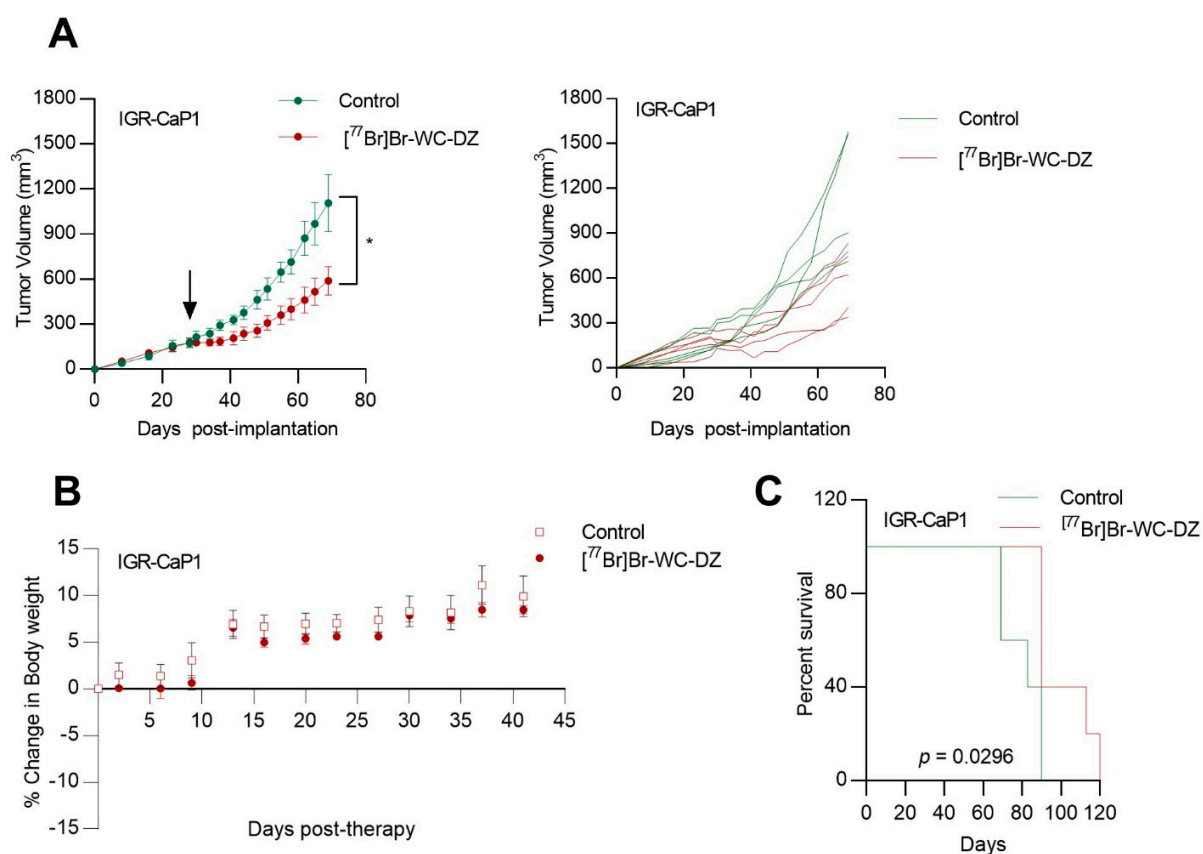 A
IGR-CaP1
Control
[⁷⁷Br]Br-WC-DZ
Tumor Volume (mm³)
1800
1500
1200
900
600
300
0
*
0 20 40 60 80
Days post-implantation
IGR-CaP1
Control
[⁷⁷Br]Br-WC-DZ
Tumor Volume (mm³)
1800
1500
1200
900
600
300
0
0 20 40 60 80
Days post-implantation
B
IGR-CaP1
Control
[⁷⁷Br]Br-WC-DZ
% Change in Body weight
15
10
5
0
-5
-10
-15
5 10 15 20 25 30 35 40 45
Days post-therapy
C
IGR-CaP1
Control
[⁷⁷Br]Br-WC-DZ
Percent survival
120
80
40
0
p = 0.0296
0 20 40 60 80 100 120
Days